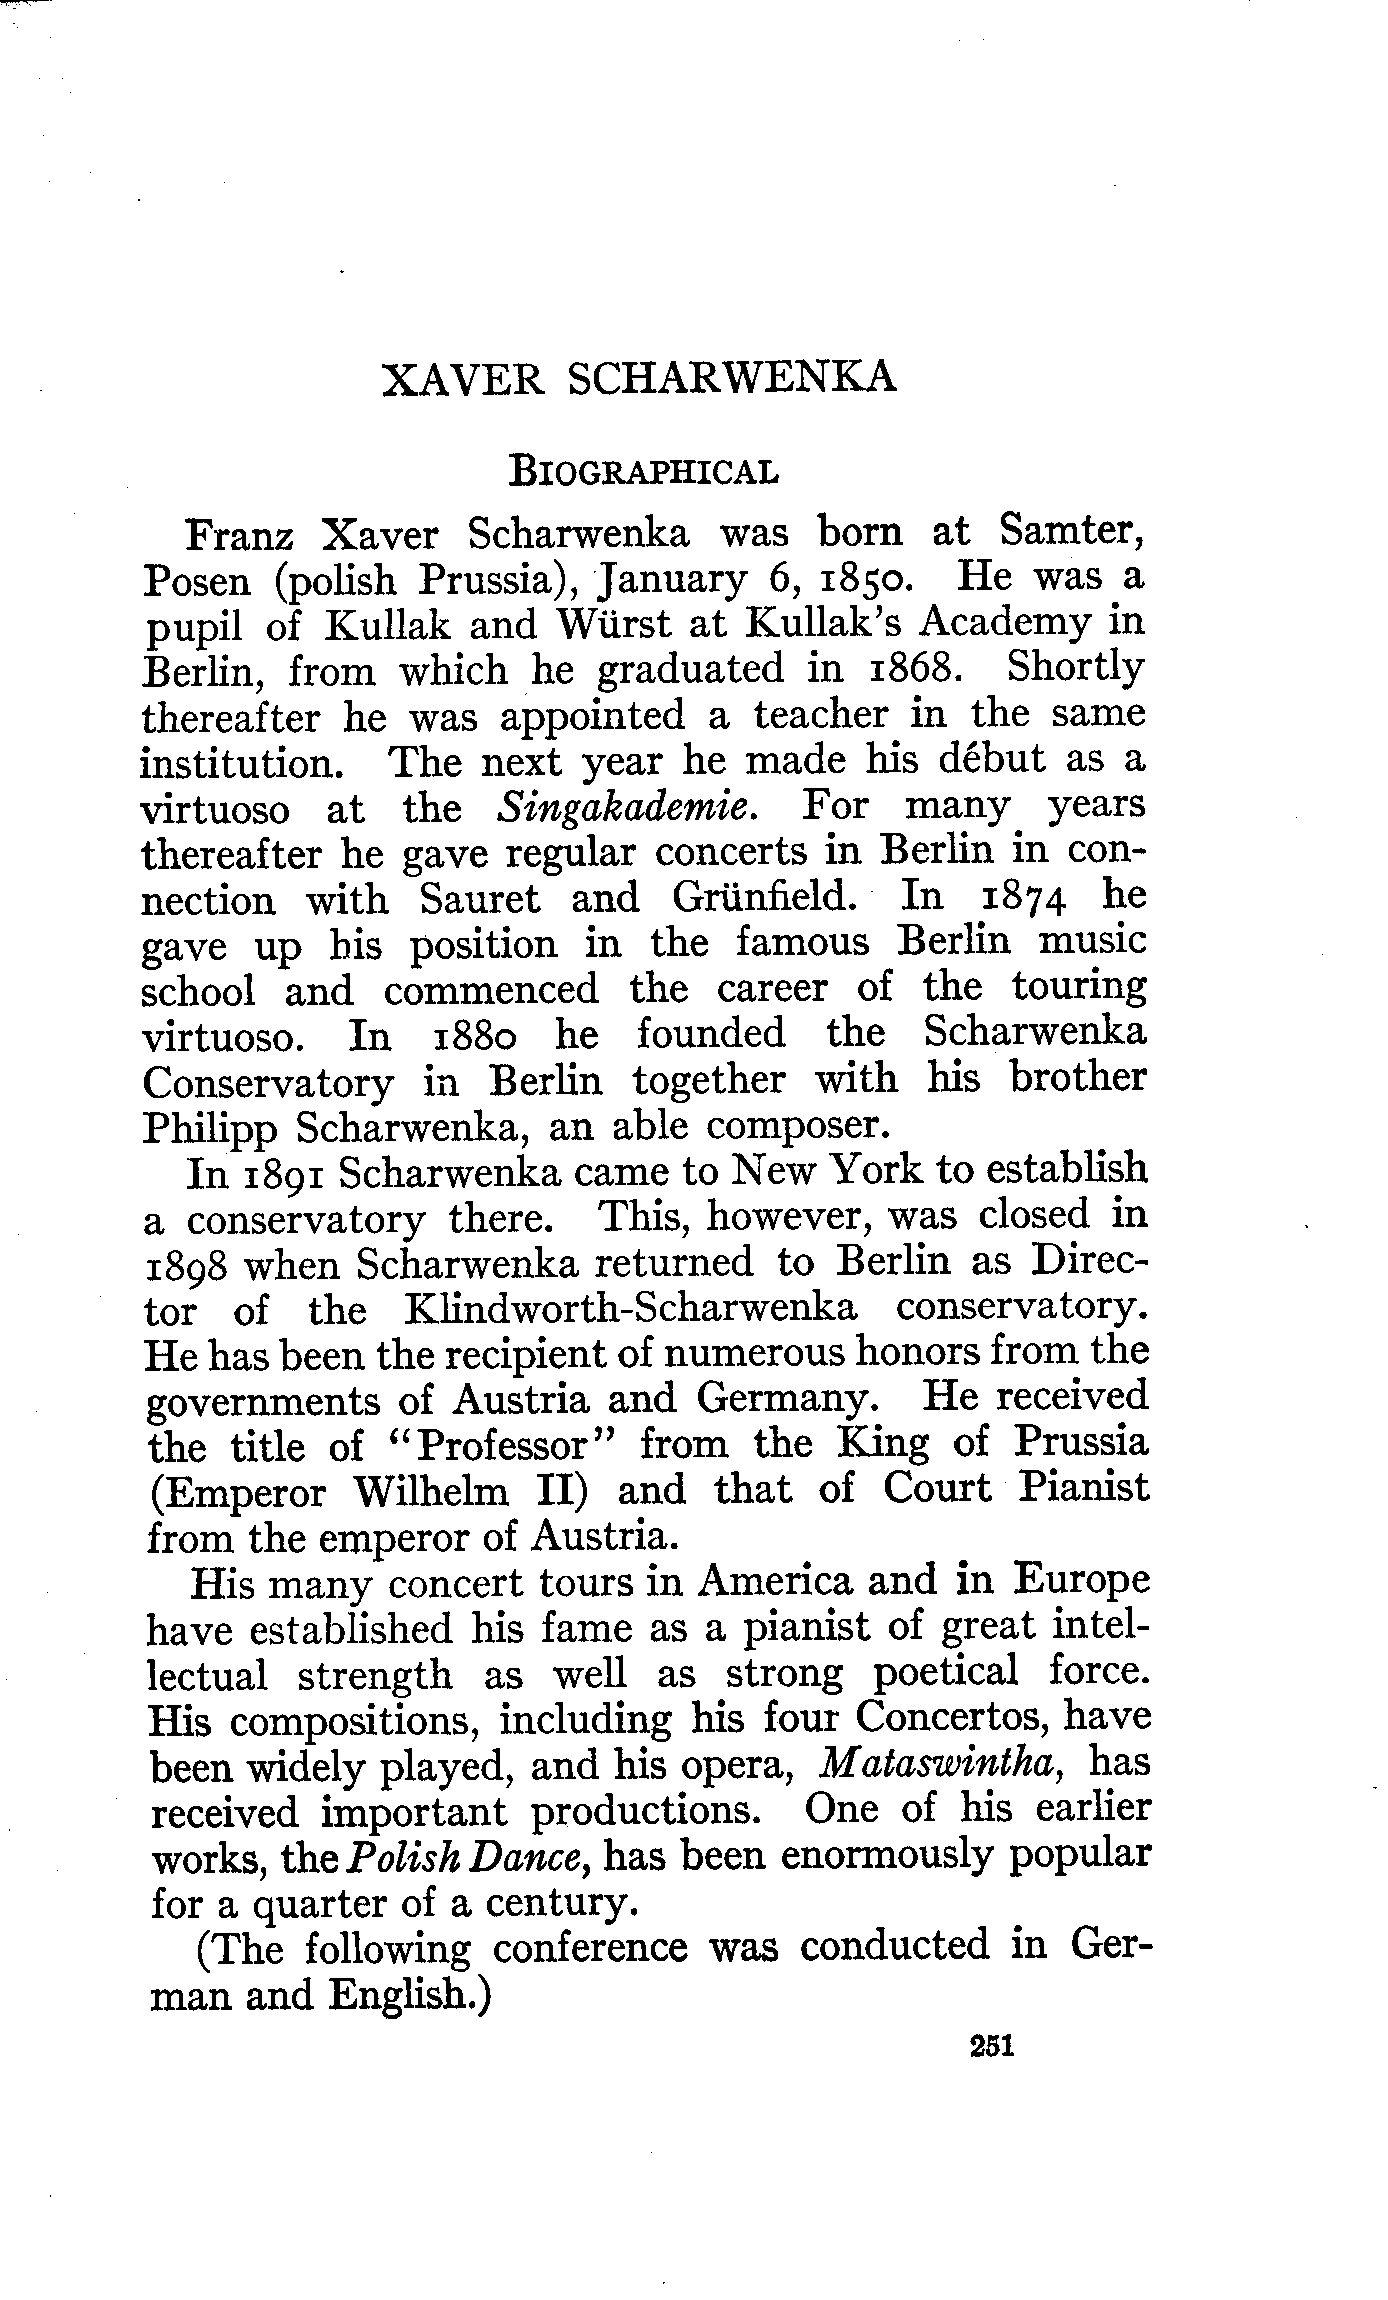 XAVER SCHARWENKA
BIOGRAPHICAL
Franz Xaver Scharwenka was born at Samter,
Posen (polish Prussia), January 6, 1850. He was a
pupil of Kullak and Würst at Kullak's Academy in
Berlin, from which he graduated in 1868. Shortly
thereafter he was appointed a teacher in the same
institution. The next year he made his début as a
virtuoso at the Singakademie. For many years
thereafter he gave regular concerts in Berlin in con-
nection with Sauret and Grünfield. In 1874 he
gave up his position in the famous Berlin music
school and commenced the career of the touring
virtuoso. In 1880 he founded the Scharwenka
Conservatory in Berlin together with his brother
Philipp Scharwenka, an able composer.
In 1891 Scharwenka came to New York to establish
a conservatory there. This, however, was closed in
1898 when Scharwenka returned to Berlin as Direc-
tor of the Klindworth-Scharwenka conservatory.
He has been the recipient of numerous honors from the
governments of Austria and Germany. He received
the title of "Professor" from the King of Prussia
(Emperor Wilhelm II) and that of Court Pianist
from the emperor of Austria.
His many concert tours in America and in Europe
have established his fame as a pianist of great intel-
lectual strength as well as strong poetical force.
His compositions, including his four Concertos, have
been widely played, and his opera, Mataswintha, has
received important productions. One of his earlier
works, the Polish Dance, has been enormously popular
for a quarter of a century.
(The following conference was conducted in Ger-
man and English.)
251